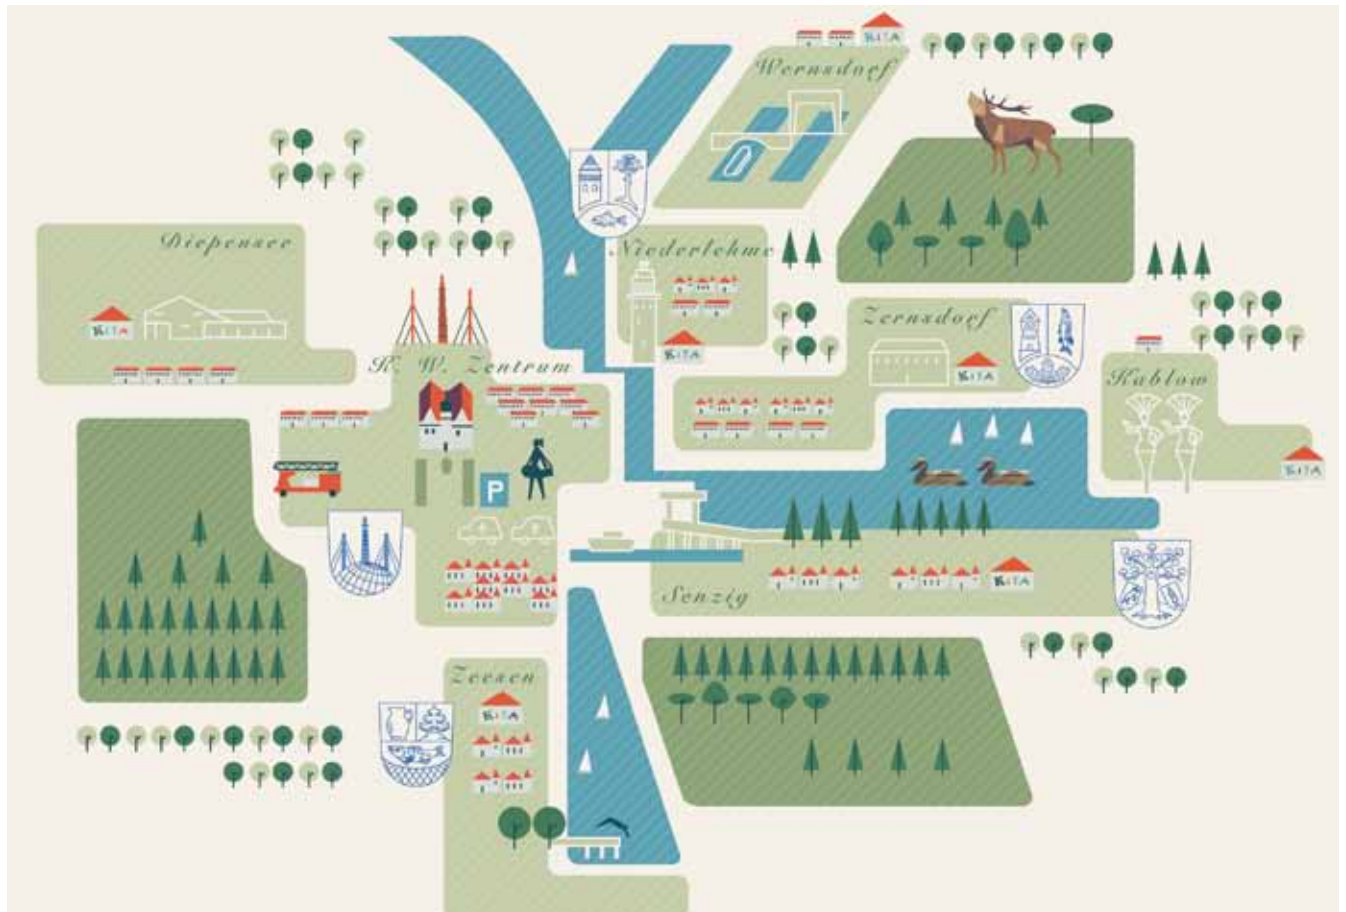 KITA
Wernsdorf
Diepensee
Niederlehme
KITA
KITA
Zernsdorf
KITA
K. W. Zentrum
Kablow
KITA
P
Senzig
KITA
Zeesen
KITA